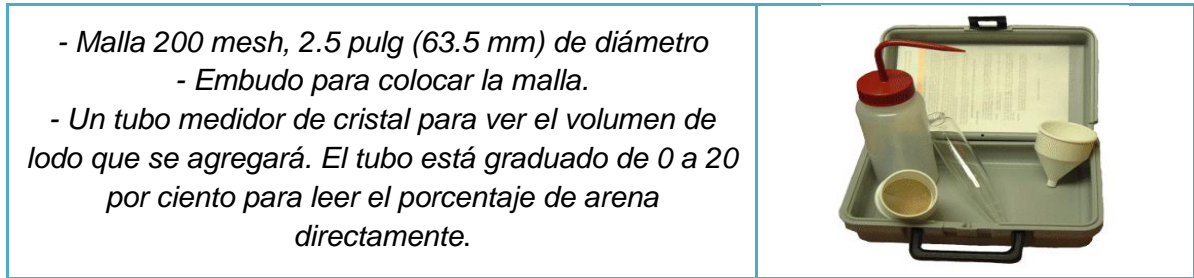 - Malla 200 mesh, 2.5 pulg (63.5 mm) de diámetro
- Embudo para colocar la malla.
- Un tubo medidor de cristal para ver el volumen de
lodo que se agregará. El tubo está graduado de 0 a 20
por ciento para leer el porcentaje de arena
directamente.